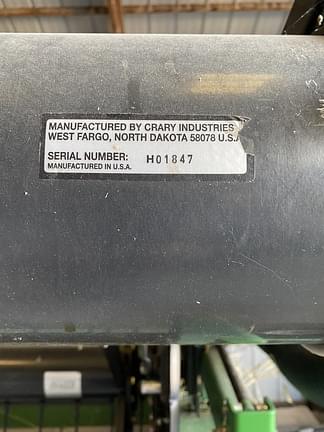 MANUFACTURED BY CRARY INDUSTRIES
WEST FARGO, NORTH DAKOTA 58078 U.S.
SERIAL NUMBER: H01847
MANUFACTURED IN U.S.A.